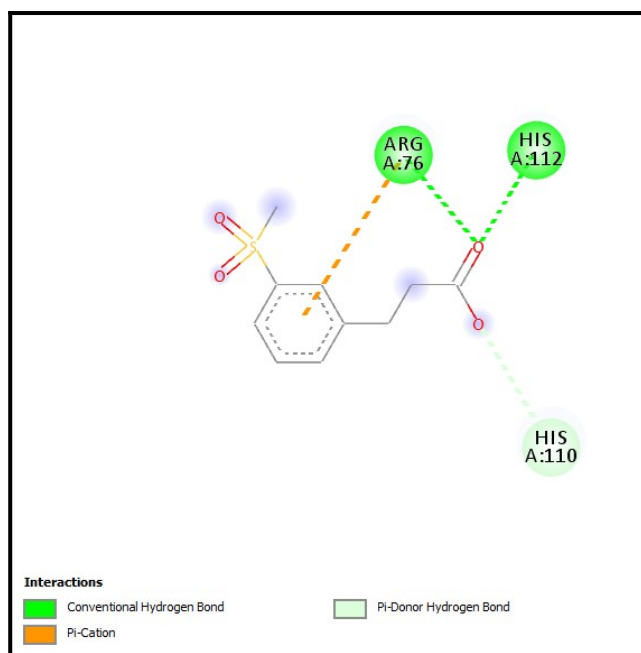 ARG
A:76
HIS
A:112
O
O
S
O
O
HIS
A:110
Interactions
Conventional Hydrogen Bond
Pi-Donor Hydrogen Bond
Pi-Cation